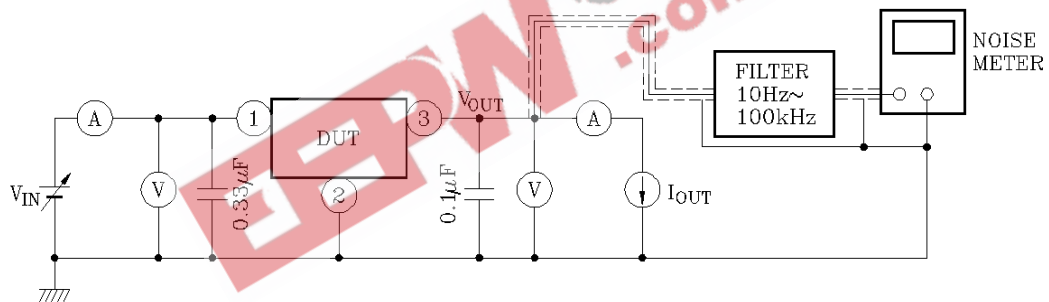 EEPW.com
NOISE
METER
FILTER
10Hz~
100kHz
A
1
DUT
3
VOUT
A
VIN
V
0.33μF
2
0.1μF
V
IOUT